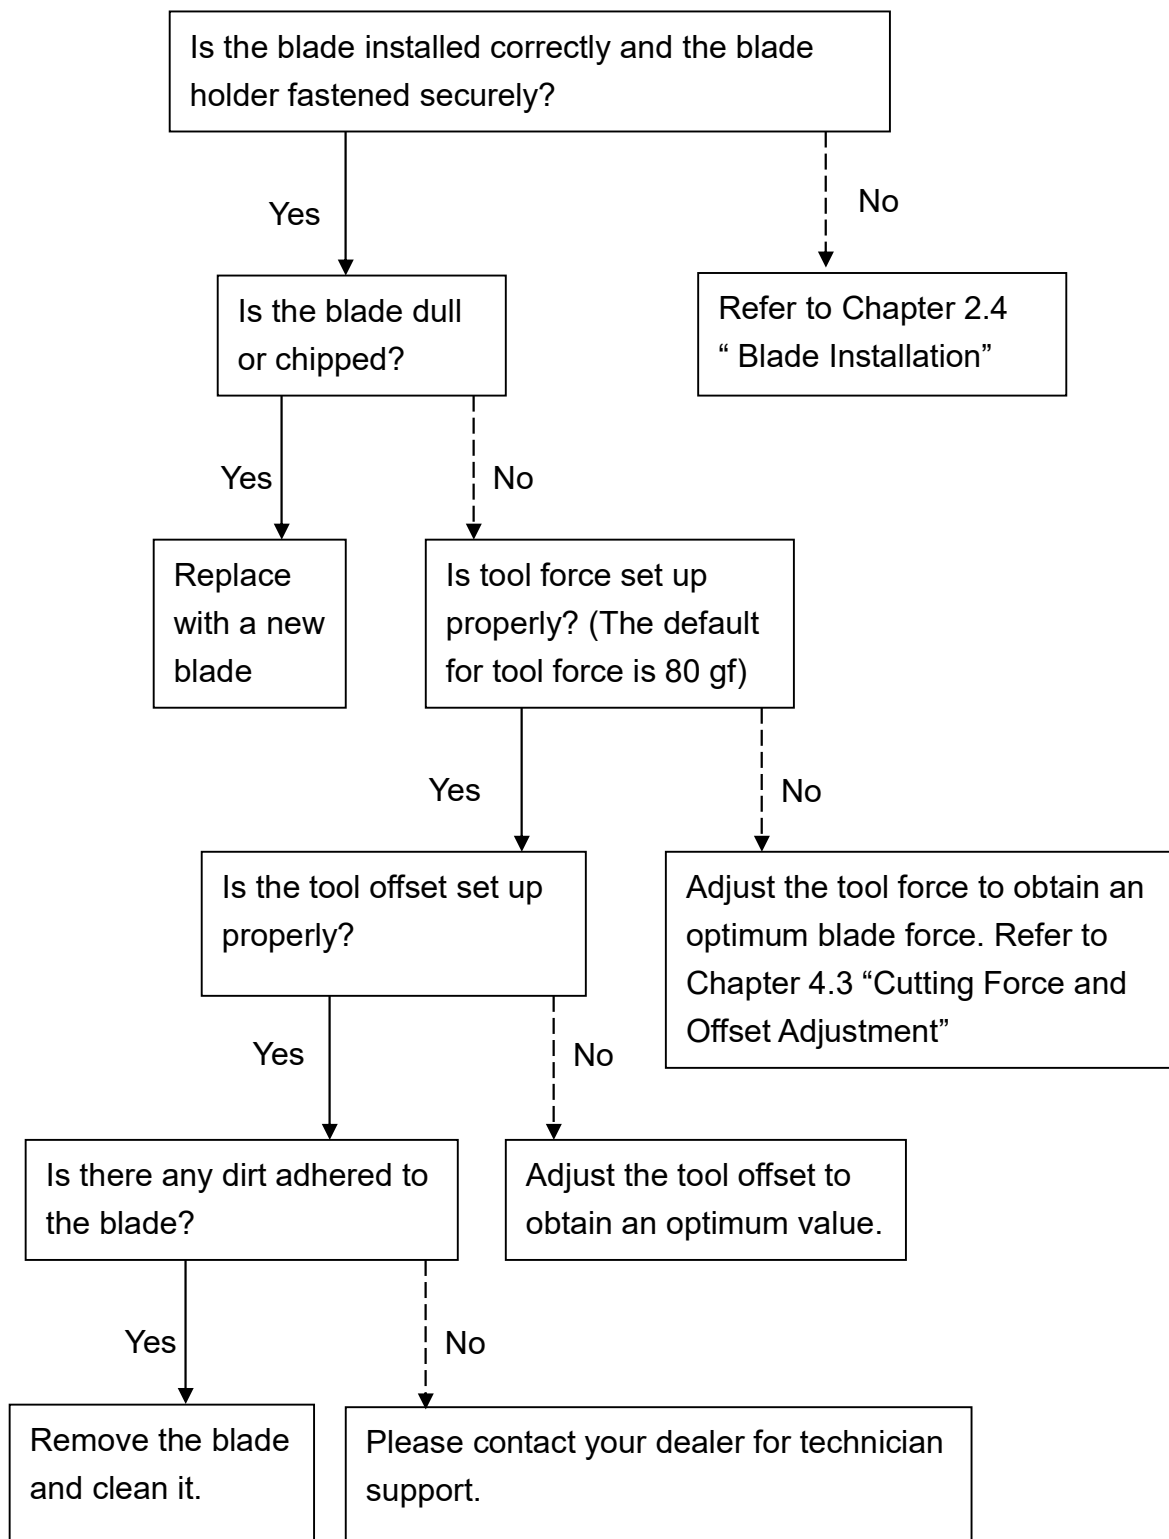 Is the blade installed correctly and the blade
holder fastened securely?
Yes
No
Is the blade dull
or chipped?
Refer to Chapter 2.4
“ Blade Installation”
Yes
No
Replace
with a new
blade
Is tool force set up
properly? (The default
for tool force is 80 gf)
Yes
No
Is the tool offset set up
properly?
Adjust the tool force to obtain an
optimum blade force. Refer to
Chapter 4.3 “Cutting Force and
Offset Adjustment”
Yes
No
Is there any dirt adhered to
the blade?
Adjust the tool offset to
obtain an optimum value.
Yes
No
Remove the blade
and clean it.
Please contact your dealer for technician
support.